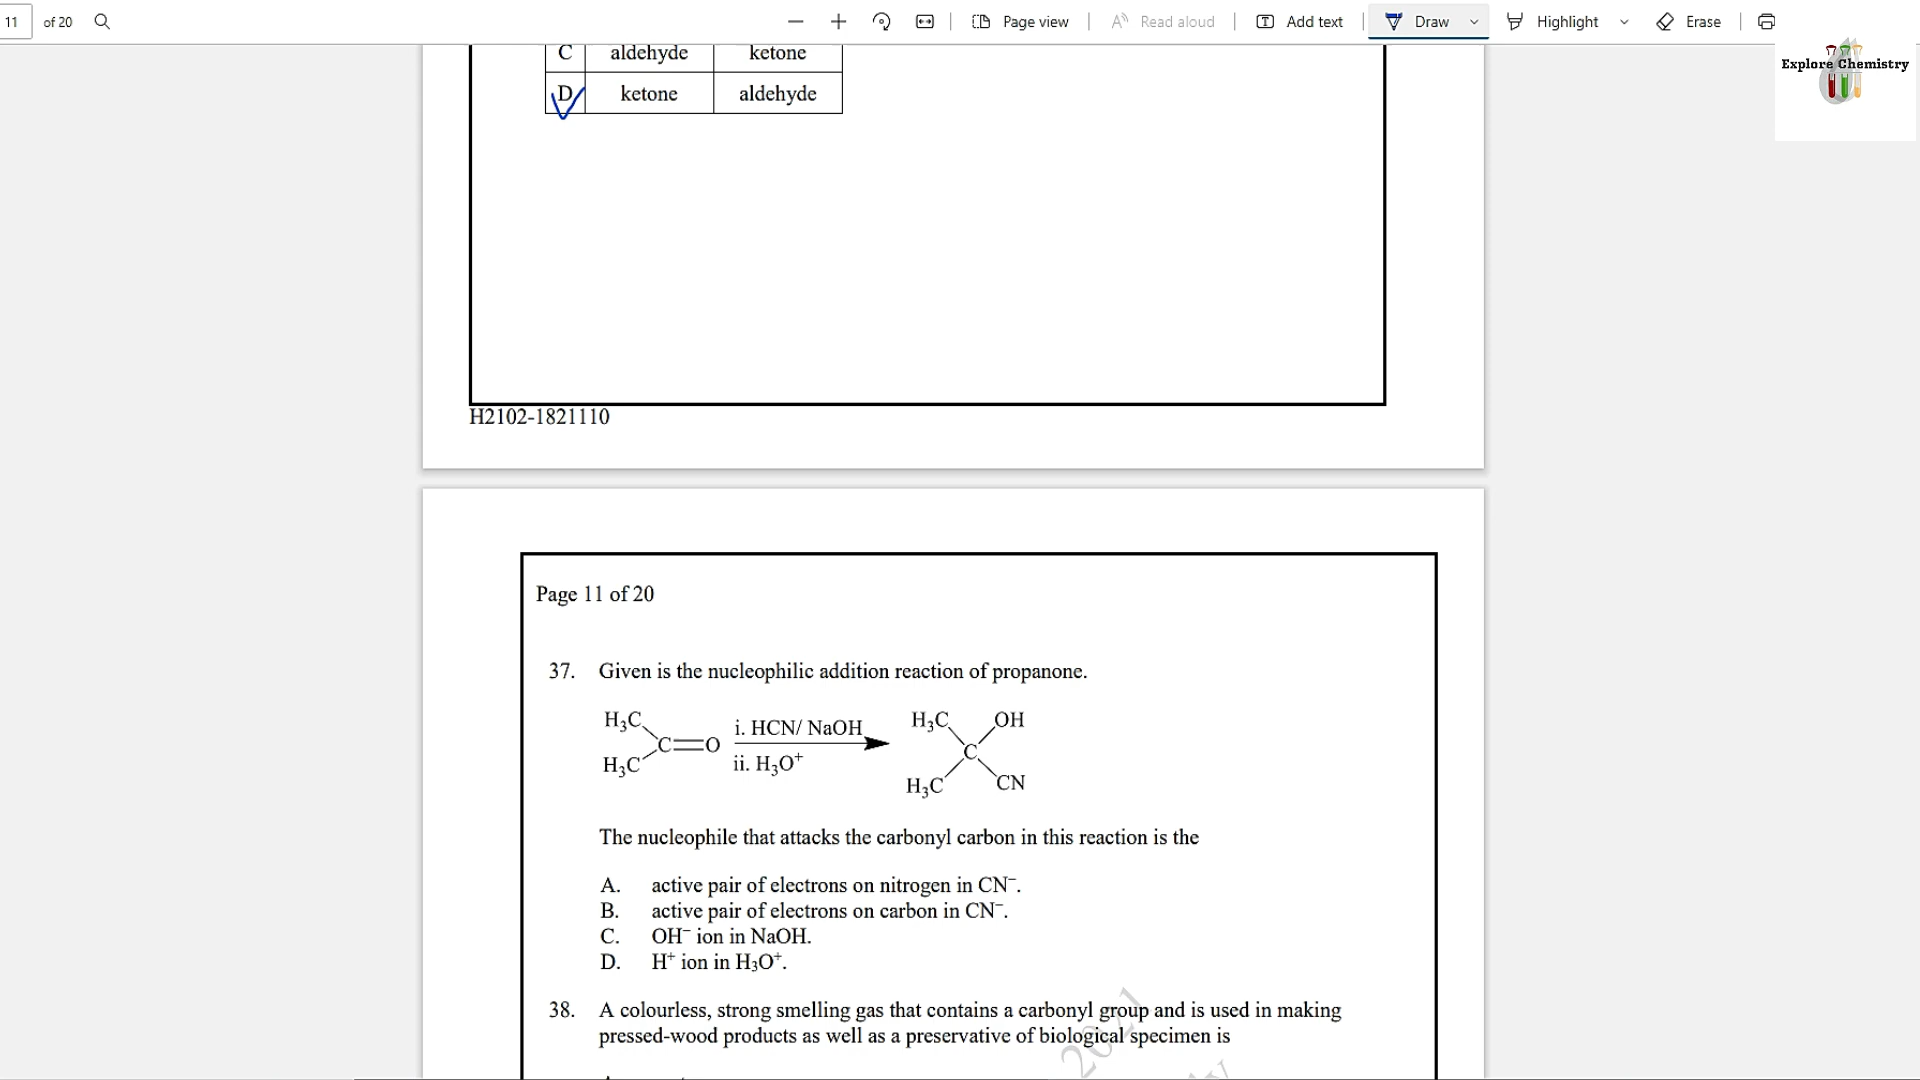 11 of 20 Page view Read aloud Add text Draw Highlight Erase
Explore Chemistry
C aldehyde ketone
D ketone aldehyde
H2102-1821110
Page 11 of 20
37. Given is the nucleophilic addition reaction of propanone.
H₃C H₃C C=O
i. HCN/ NaOH
ii. H₃O⁺
H₃C OH
C
H₃C CN
The nucleophile that attacks the carbonyl carbon in this reaction is the
A. active pair of electrons on nitrogen in CN⁻.
B. active pair of electrons on carbon in CN⁻.
C. OH⁻ ion in NaOH.
D. H⁺ ion in H₃O⁺.
38. A colourless, strong smelling gas that contains a carbonyl group and is used in making
pressed-wood products as well as a preservative of biological specimen is
2021